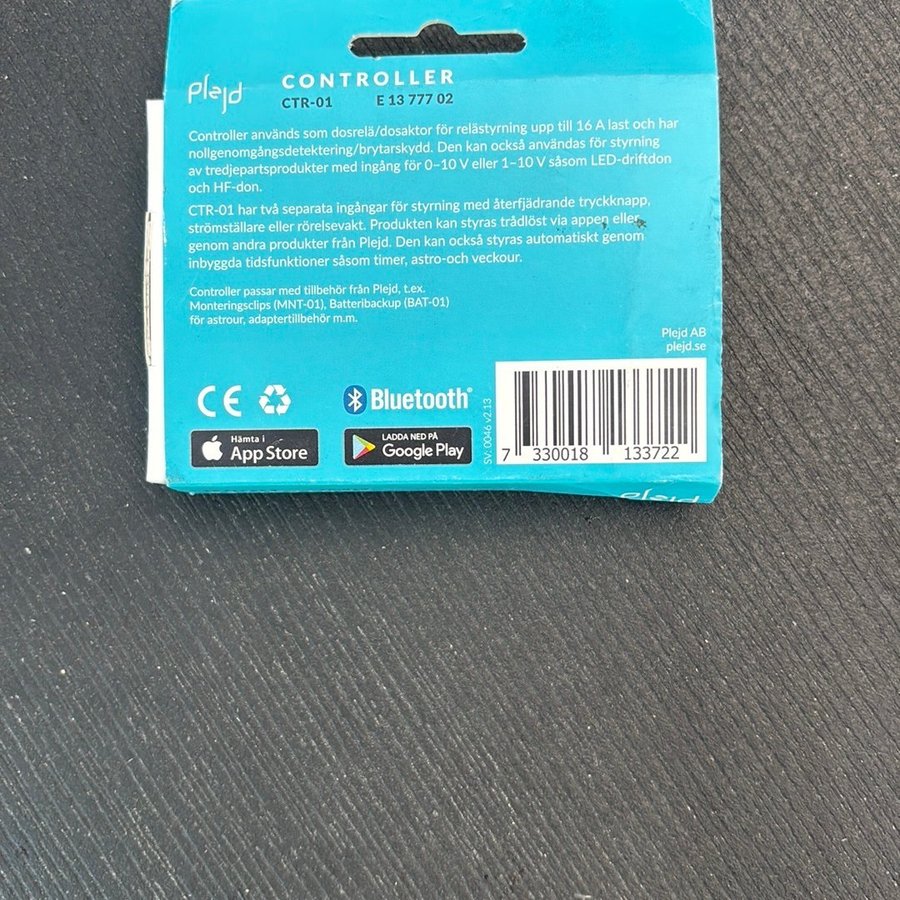 Plejd
CONTROLLER
CTR-01 E 13 777 02
Controller används som dosrelä/dosaktor för relästyrning upp till 16 A last och har
nollgenomgångsdetektering/brytarskydd. Den kan också användas för styrning
av tredjepartsprodukter med ingång för 0–10 V eller 1–10 V såsom LED-driftdon
och HF-don.
CTR-01 har två separata ingångar för styrning med återfjädrande tryckknapp,
strömställare eller rörelsevakt. Produkten kan styras trådlöst via appen eller
genom andra produkter från Plejd. Den kan också styras automatiskt genom
inbyggda tidsfunktioner såsom timer, astro-och veckour.
Controller passar med tillbehör från Plejd, t.ex.
Monteringsclips (MNT-01), Batteribackup (BAT-01)
för astrour, adaptertillbehör m.m.
Plejd AB
plejd.se
CE
Bluetooth®
Hämta i
App Store
LADDA NED PÅ
Google Play
SV: 0046 v2.13
7 330018 133722
plejd